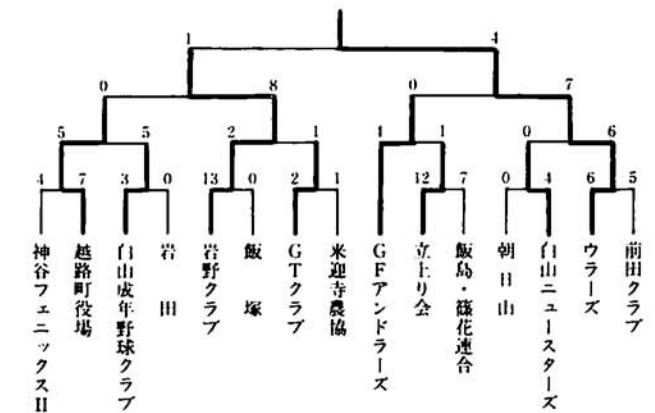 1 4
0 8 0 7
5 5 2 1 1 1 0 6
4 7 3 0 13 0 2 1 12 7 0 4 6 5
神谷フェニックスII
越路町役場
白山成年野球クラブ
岩田
岩野クラブ
飯塚
GTクラブ
来迎寺農協
GFアンドラーズ
立上り会
飯島・篠花連合
朝日山
白山ニュースターズ
ウラーズ
前田クラブ